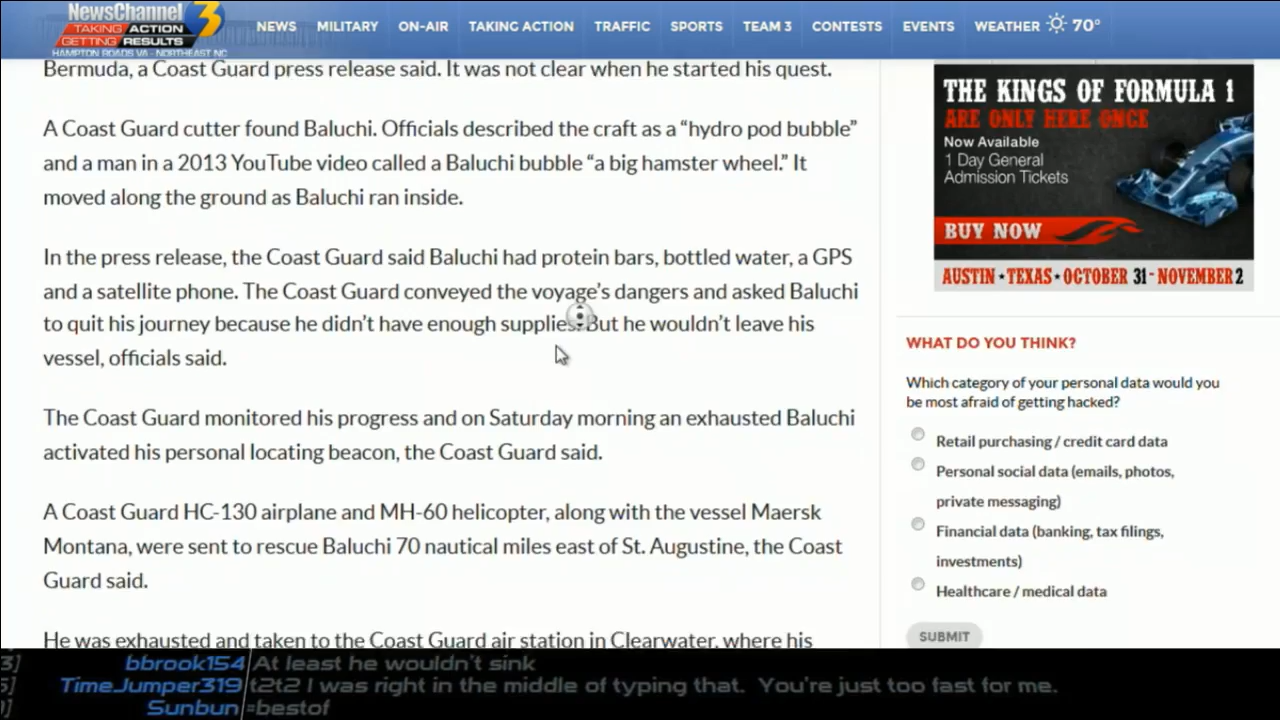 NewsChannel 3
TAKING ACTION
GETTING RESULTS
HAMPTON ROADS VA - NORTHEAST NC
NEWS MILITARY ON-AIR TAKING ACTION TRAFFIC SPORTS TEAM 3 CONTESTS EVENTS WEATHER 70°
Bermuda, a Coast Guard press release said. It was not clear when he started his quest.
A Coast Guard cutter found Baluchi. Officials described the craft as a “hydro pod bubble”
and a man in a 2013 YouTube video called a Baluchi bubble “a big hamster wheel.” It
moved along the ground as Baluchi ran inside.
In the press release, the Coast Guard said Baluchi had protein bars, bottled water, a GPS
and a satellite phone. The Coast Guard conveyed the voyage’s dangers and asked Baluchi
to quit his journey because he didn’t have enough supplies. But he wouldn’t leave his
vessel, officials said.
The Coast Guard monitored his progress and on Saturday morning an exhausted Baluchi
activated his personal locating beacon, the Coast Guard said.
A Coast Guard HC-130 airplane and MH-60 helicopter, along with the vessel Maersk
Montana, were sent to rescue Baluchi 70 nautical miles east of St. Augustine, the Coast
Guard said.
He was exhausted and taken to the Coast Guard air station in Clearwater, where his
THE KINGS OF FORMULA 1
ARE ONLY HERE ONCE
Now Available
1 Day General
Admission Tickets
BUY NOW
AUSTIN ★ TEXAS ★ OCTOBER 31 - NOVEMBER 2
WHAT DO YOU THINK?
Which category of your personal data would you
be most afraid of getting hacked?
Retail purchasing / credit card data
Personal social data (emails, photos,
private messaging)
Financial data (banking, tax filings,
investments)
Healthcare / medical data
SUBMIT
3] bbrook154 At least he wouldn't sink
5] TimeJumper319 t2t2 I was right in the middle of typing that. You're just too fast for me.
] Sunbun =bestof